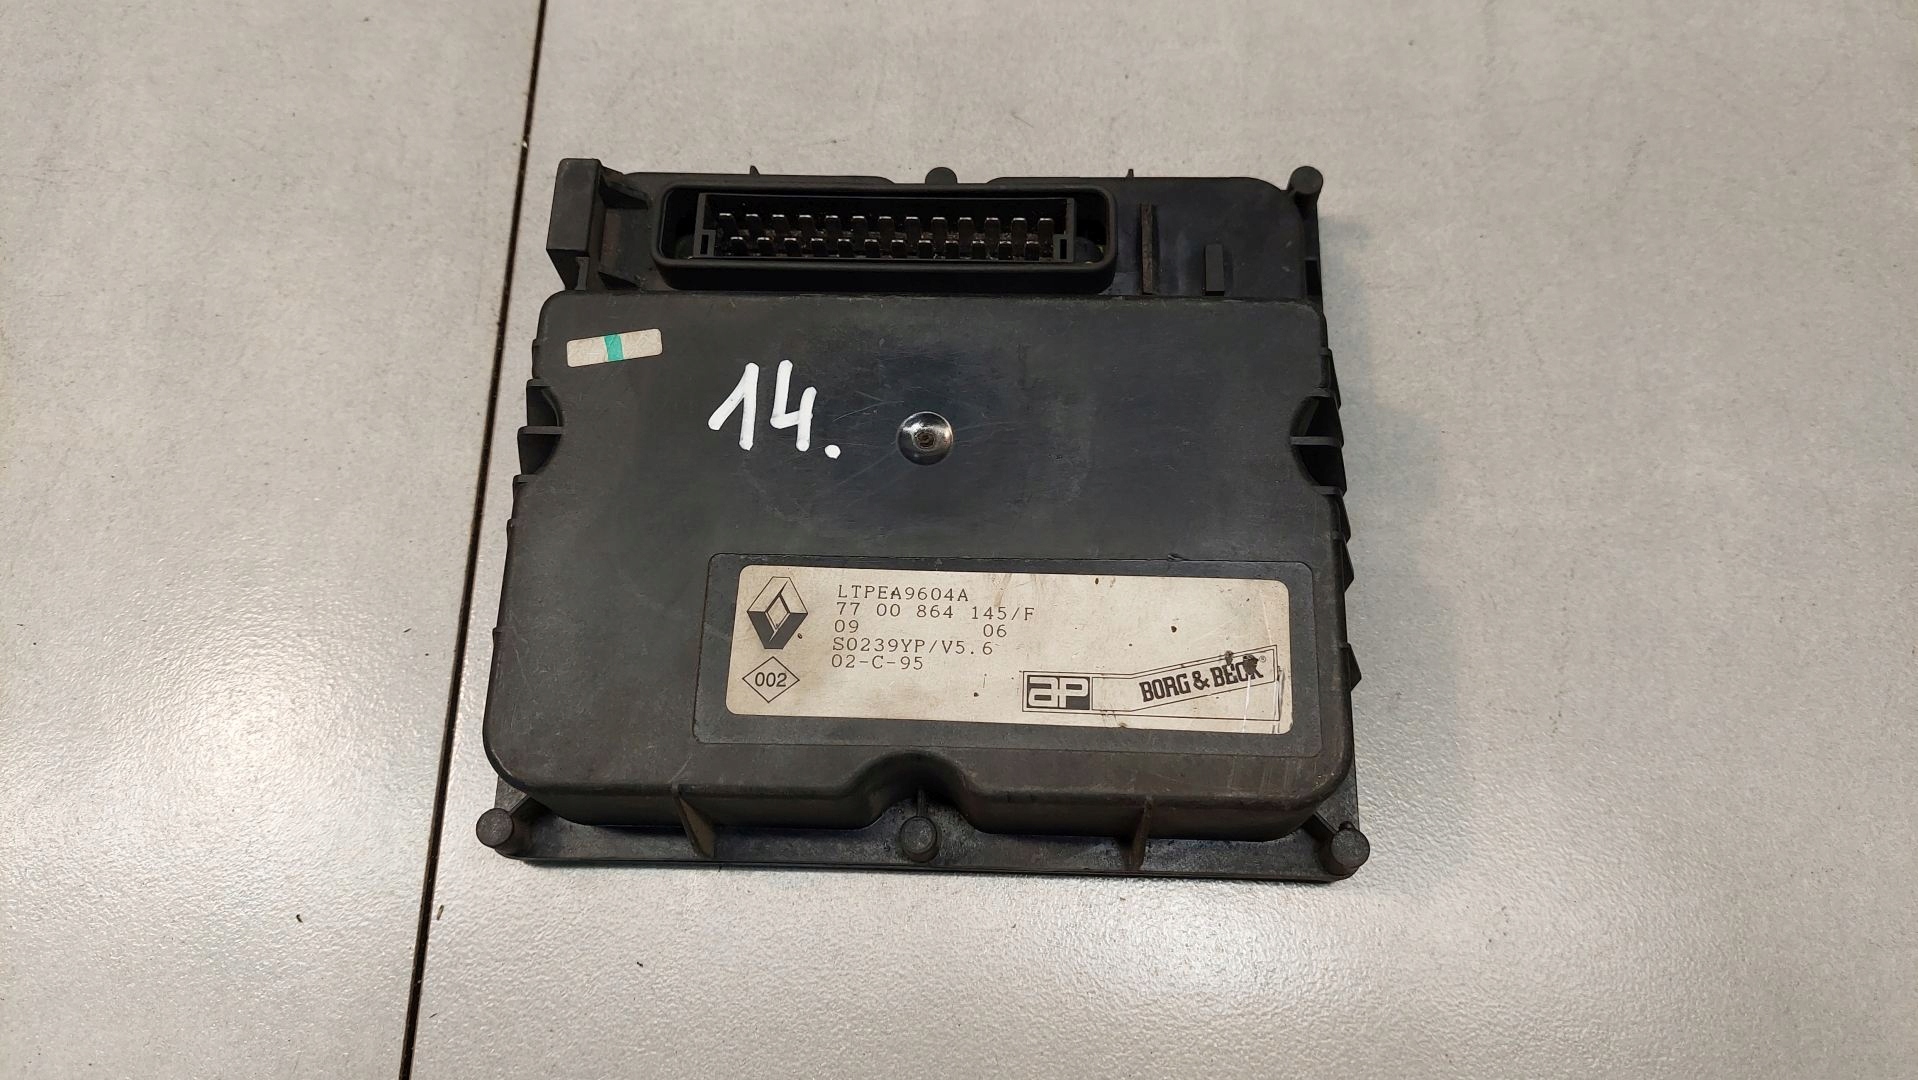 14.
LTPEA9604A
77 00 864 145/F
09 06
S0239YP/V5.6
02-C-95
002
ap BORG & BECK®